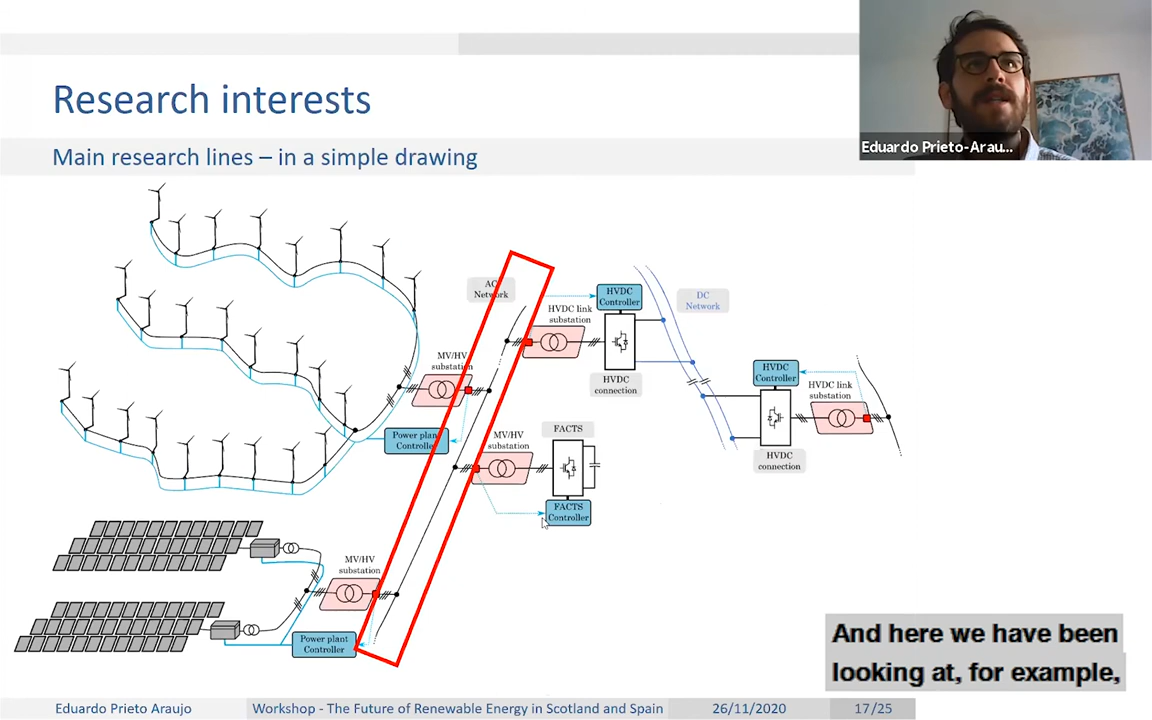 Research interests
Main research lines – in a simple drawing
Eduardo Prieto-Arau...
AC
Network
HVDC
Controller
DC
Network
HVDC link
substation
MV/HV
substation
HVDC
connection
HVDC
Controller
HVDC link
substation
Power plant
Controller
MV/HV
substation
FACTS
HVDC
connection
FACTS
Controller
MV/HV
substation
Power plant
Controller
And here we have been
looking at, for example,
Eduardo Prieto Araujo
Workshop - The Future of Renewable Energy in Scotland and Spain
26/11/2020
17/25